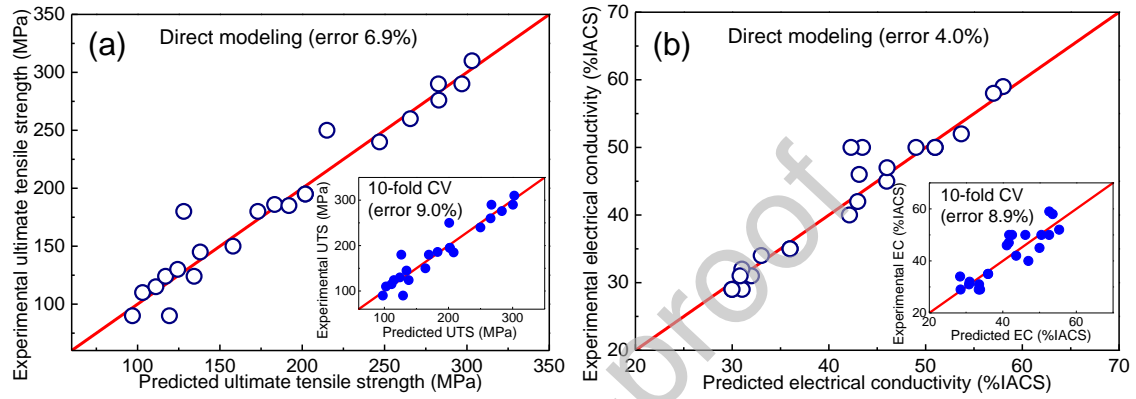 (a)
Direct modeling (error 6.9%)
Experimental ultimate tensile strength (MPa)
350
300
250
200
150
100
100
150
200
250
300
350
Predicted ultimate tensile strength (MPa)
10-fold CV
(error 9.0%)
Experimental UTS (MPa)
300
200
100
100
200
300
Predicted UTS (MPa)
(b)
Direct modeling (error 4.0%)
Experimental electrical conductivity (%IACS)
70
60
50
40
30
20
20
30
40
50
60
70
Predicted electrical conductivity (%IACS)
10-fold CV
(error 8.9%)
Experimental EC (%IACS)
60
40
20
20
40
60
Predicted EC (%IACS)
proof